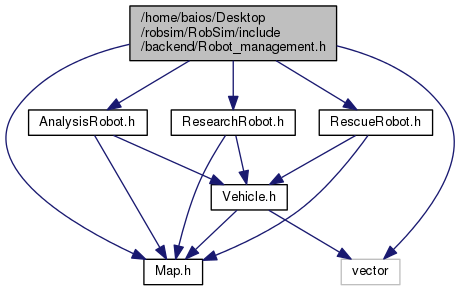 /home/baios/Desktop
/robsim/RobSim/include
/backend/Robot_management.h
AnalysisRobot.h
ResearchRobot.h
RescueRobot.h
Vehicle.h
Map.h
vector